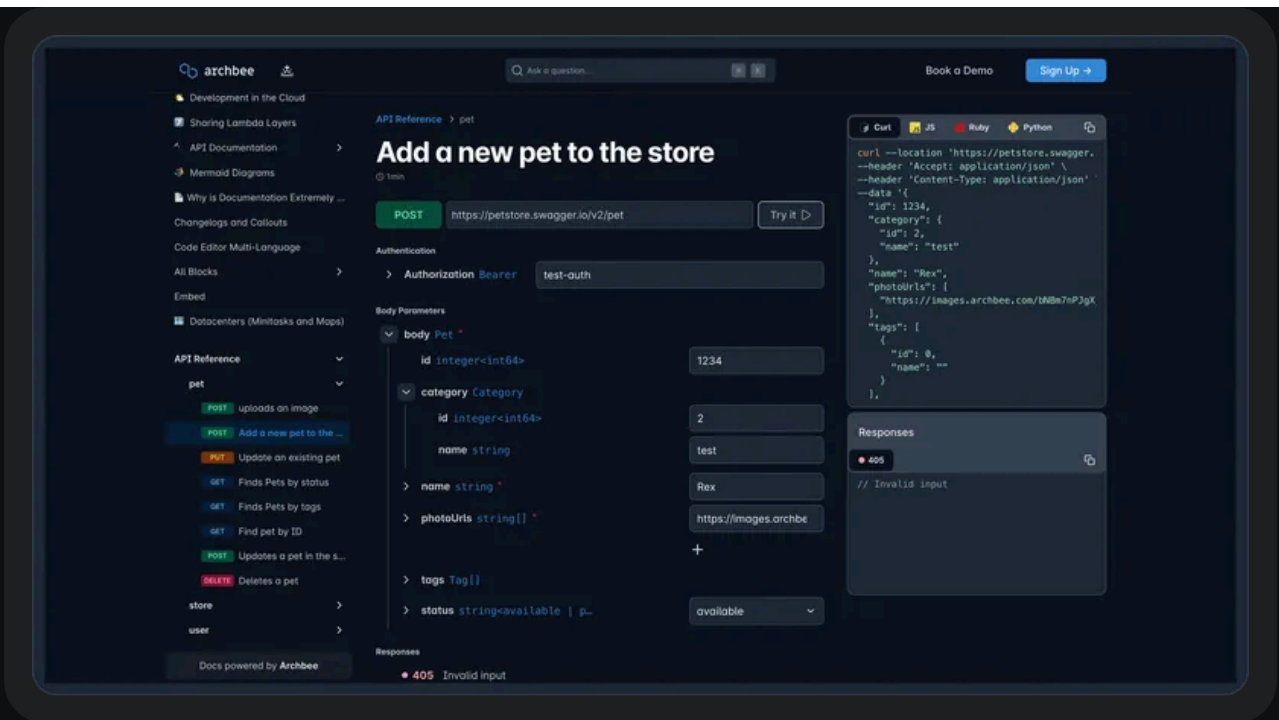 archbee
Ask a question...
K
Book a Demo
Sign Up →
Development in the Cloud
Sharing Lambda Layers
API Documentation
Mermaid Diagrams
Why is Documentation Extremely ...
Changelogs and Callouts
Code Editor Multi-Language
All Blocks
Embed
Datacenters (Minitasks and Maps)
API Reference
pet
POST uploads an image
POST Add a new pet to the ...
PUT Update an existing pet
GET Finds Pets by status
GET Finds Pets by tags
GET Find pet by ID
POST Updates a pet in the s...
DELETE Deletes a pet
store
user
Docs powered by Archbee
API Reference > pet
Add a new pet to the store
1min
POST https://petstore.swagger.io/v2/pet Try it
Authentication
Authorization Bearer test-auth
Body Parameters
body Pet *
id integer<int64> 1234
category Category
id integer<int64> 2
name string test
name string * Rex
photoUrls string[] * https://images.archbe
+
tags Tag[]
status string<available | p… available
Responses
405 Invalid input
Curl JS Ruby Python
curl --location 'https://petstore.swagger.
--header 'Accept: application/json' \
--header 'Content-Type: application/json'
--data '{
"id": 1234,
"category": {
"id": 2,
"name": "test"
},
"name": "Rex",
"photoUrls": [
"https://images.archbee.com/bNBm7nPJgX
],
"tags": [
{
"id": 0,
"name": ""
}
],
Responses
405
// Invalid input